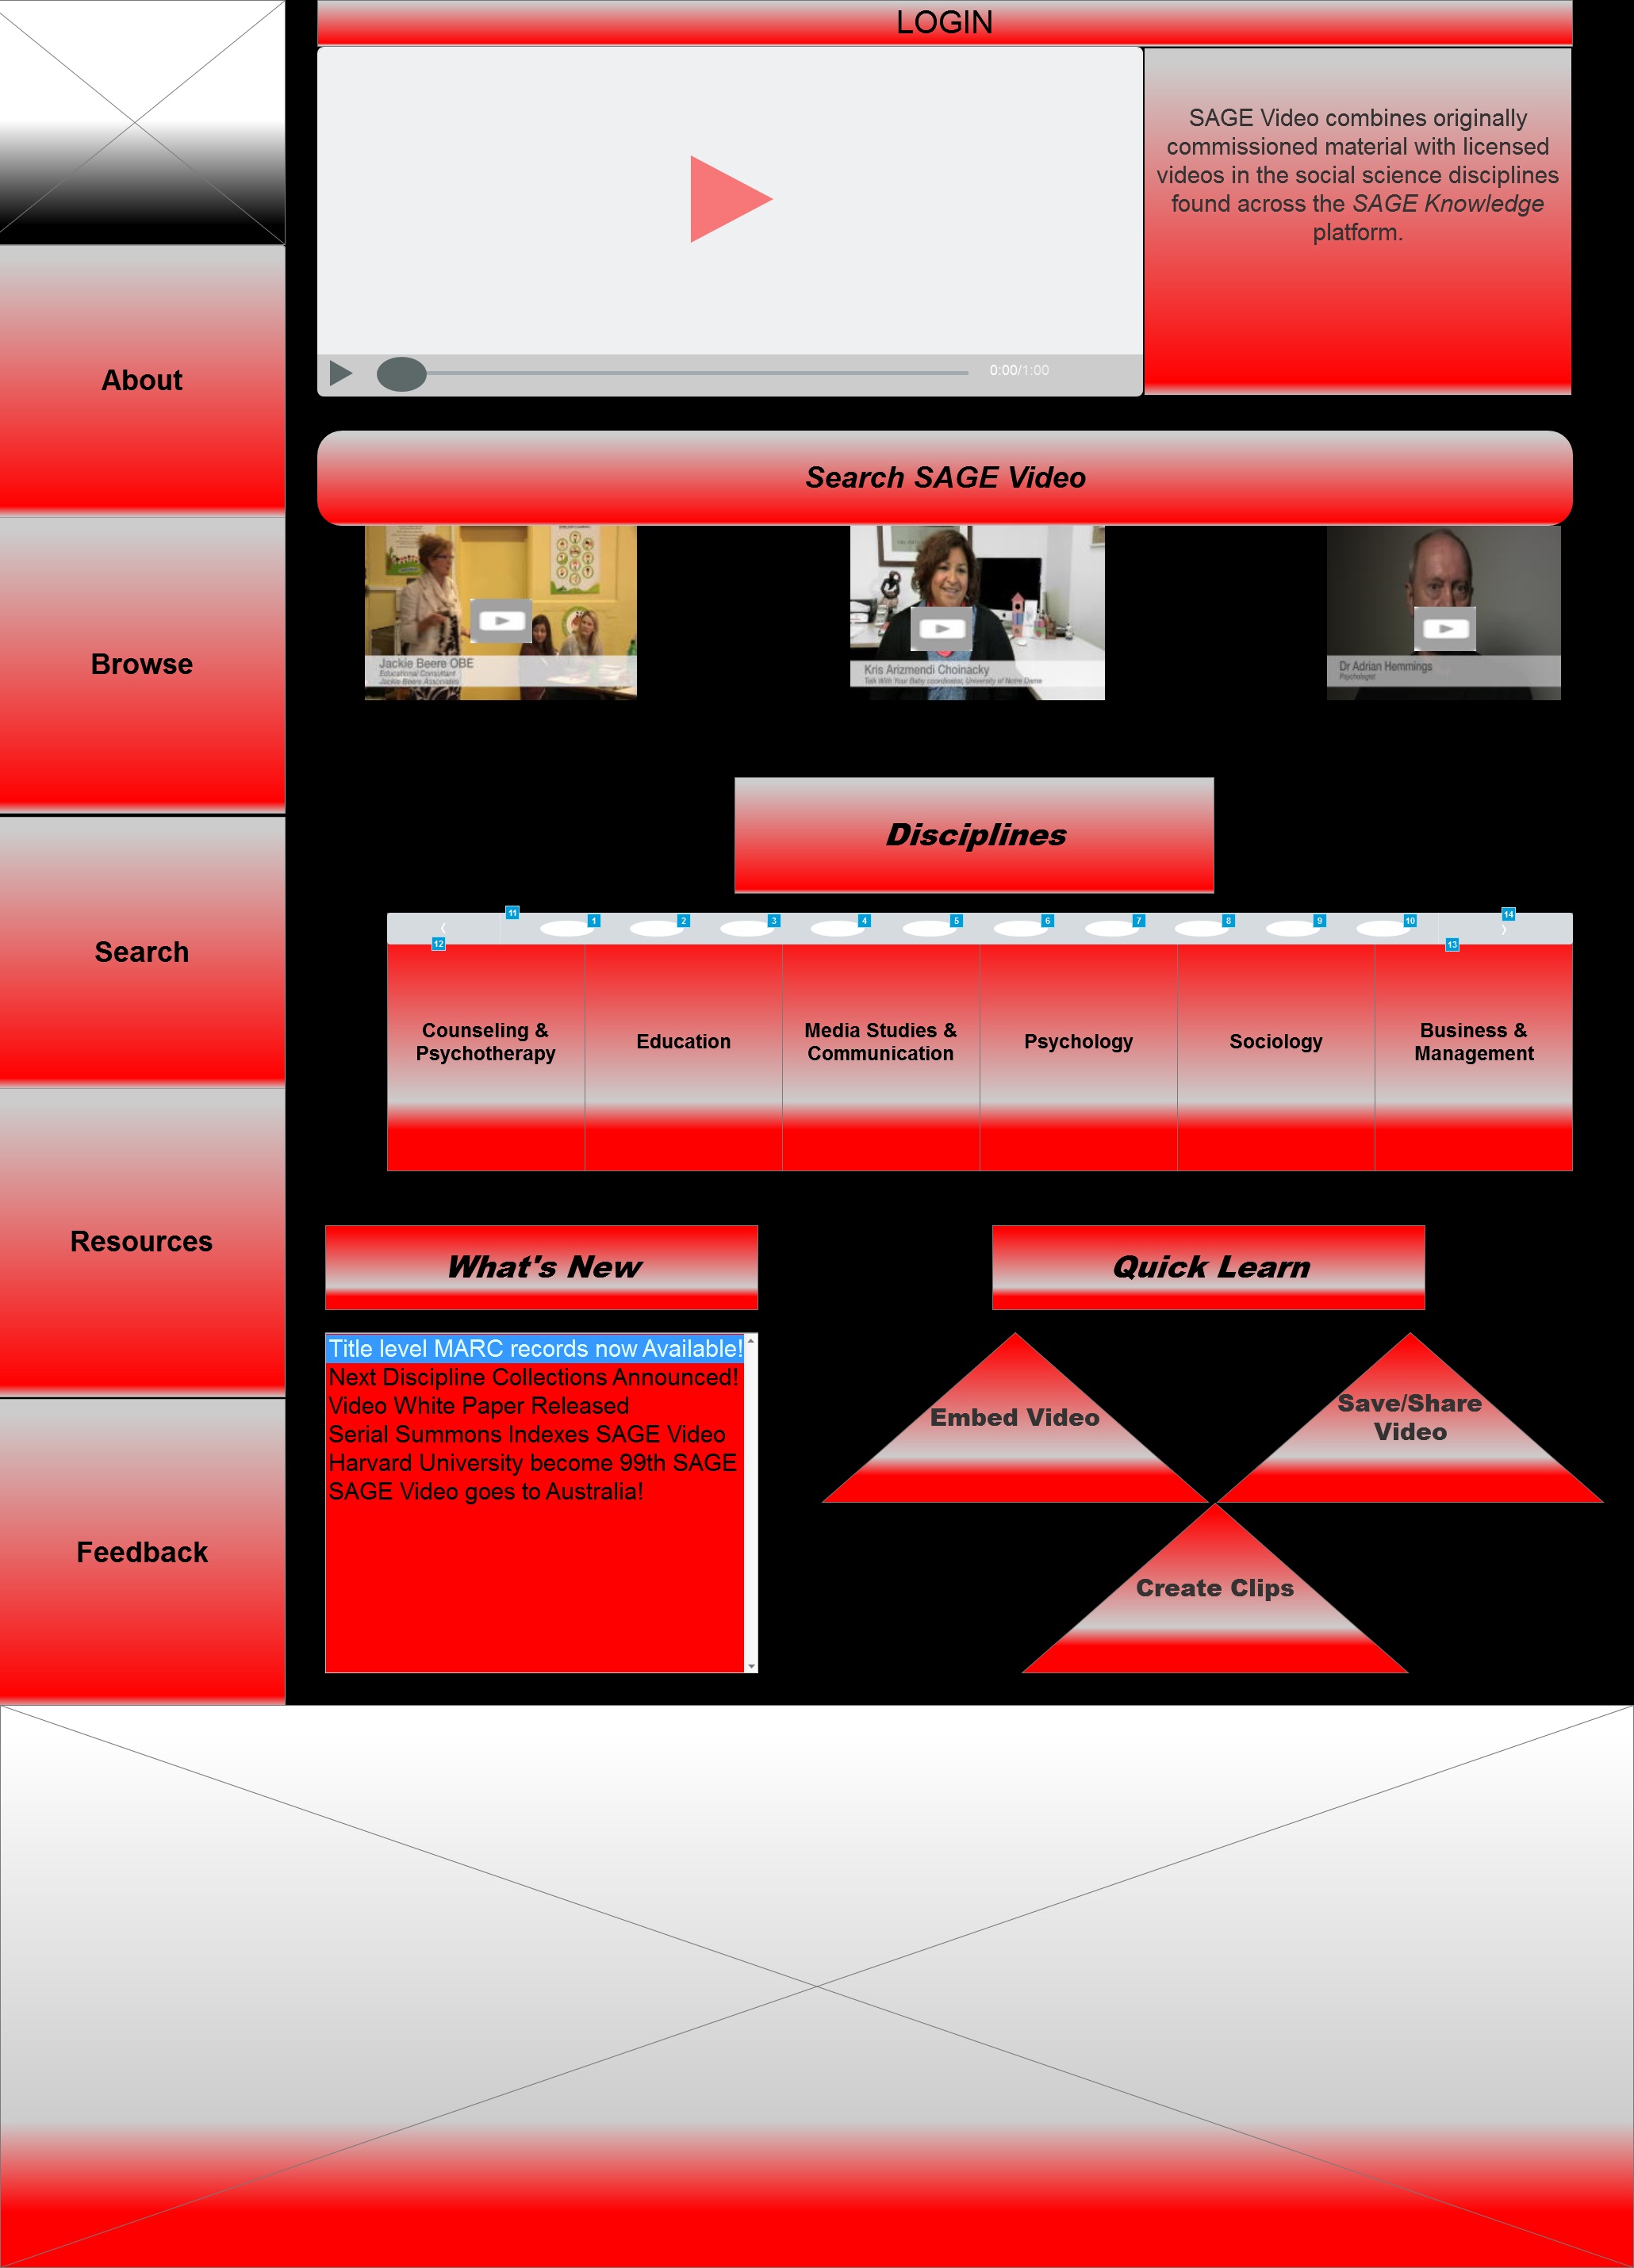 LOGIN
SAGE Video combines originally
commissioned material with licensed
videos in the social science disciplines
found across the SAGE Knowledge
platform.
0:00/1:00
About
Browse
Search
Resources
Feedback
Search SAGE Video
Jackie Beere OBE
Educational Consultant
Jackie Beere Associates
Kris Arizmendi Choinacky
Talk With Your Baby coordinator, University of Notre Dame
Dr Adrian Hemmings
Psychologist
Disciplines
11
1
2
3
4
5
6
7
8
9
10
14
12
13
Counseling &
Psychotherapy
Education
Media Studies &
Communication
Psychology
Sociology
Business &
Management
What's New
Title level MARC records now Available!
Next Discipline Collections Announced!
Video White Paper Released
Serial Summons Indexes SAGE Video
Harvard University become 99th SAGE
SAGE Video goes to Australia!
Quick Learn
Embed Video
Save/Share
Video
Create Clips